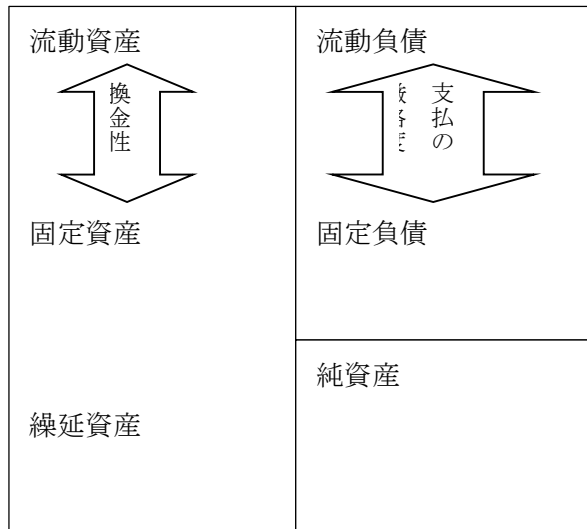 流動資産
換金性
固定資産
繰延資産
流動負債
支払の
固定負債
純資産